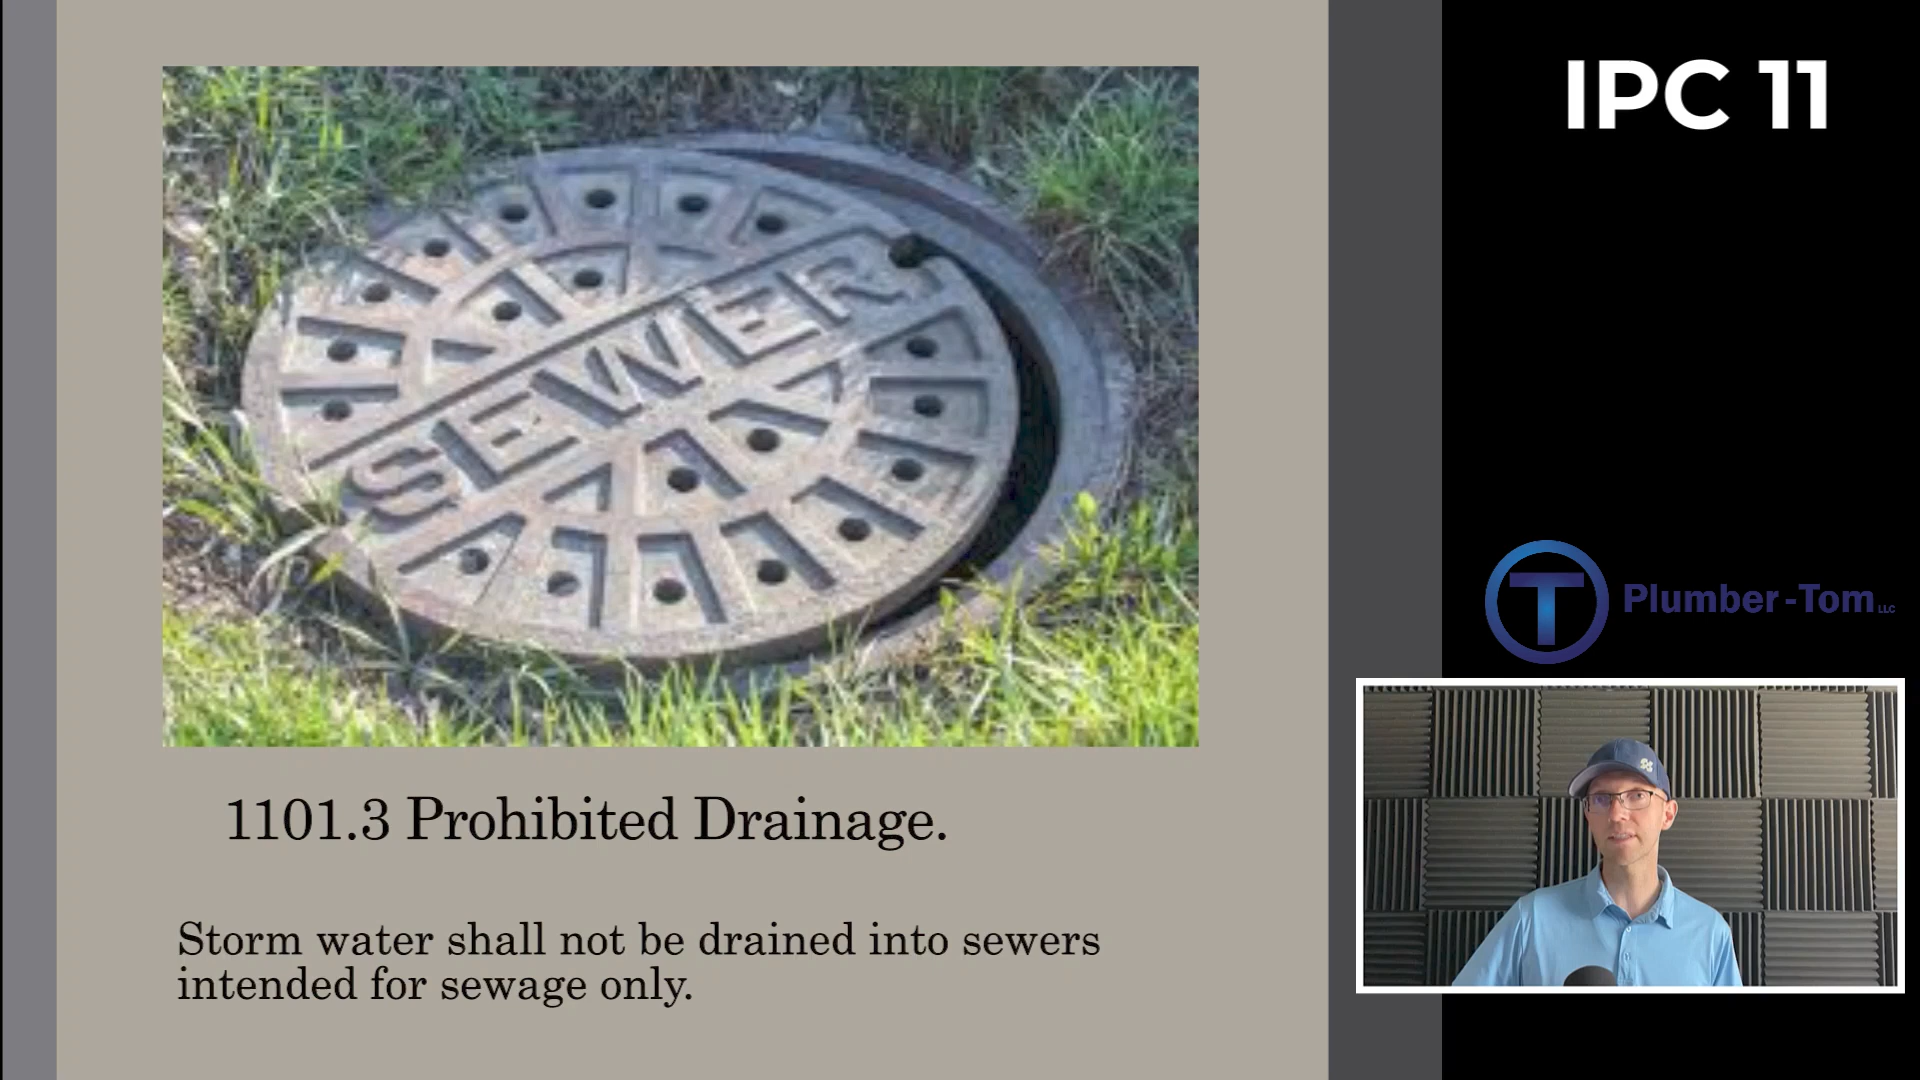 IPC 11
SEWER
1101.3 Prohibited Drainage.
Storm water shall not be drained into sewers
intended for sewage only.
T Plumber-Tom LLC